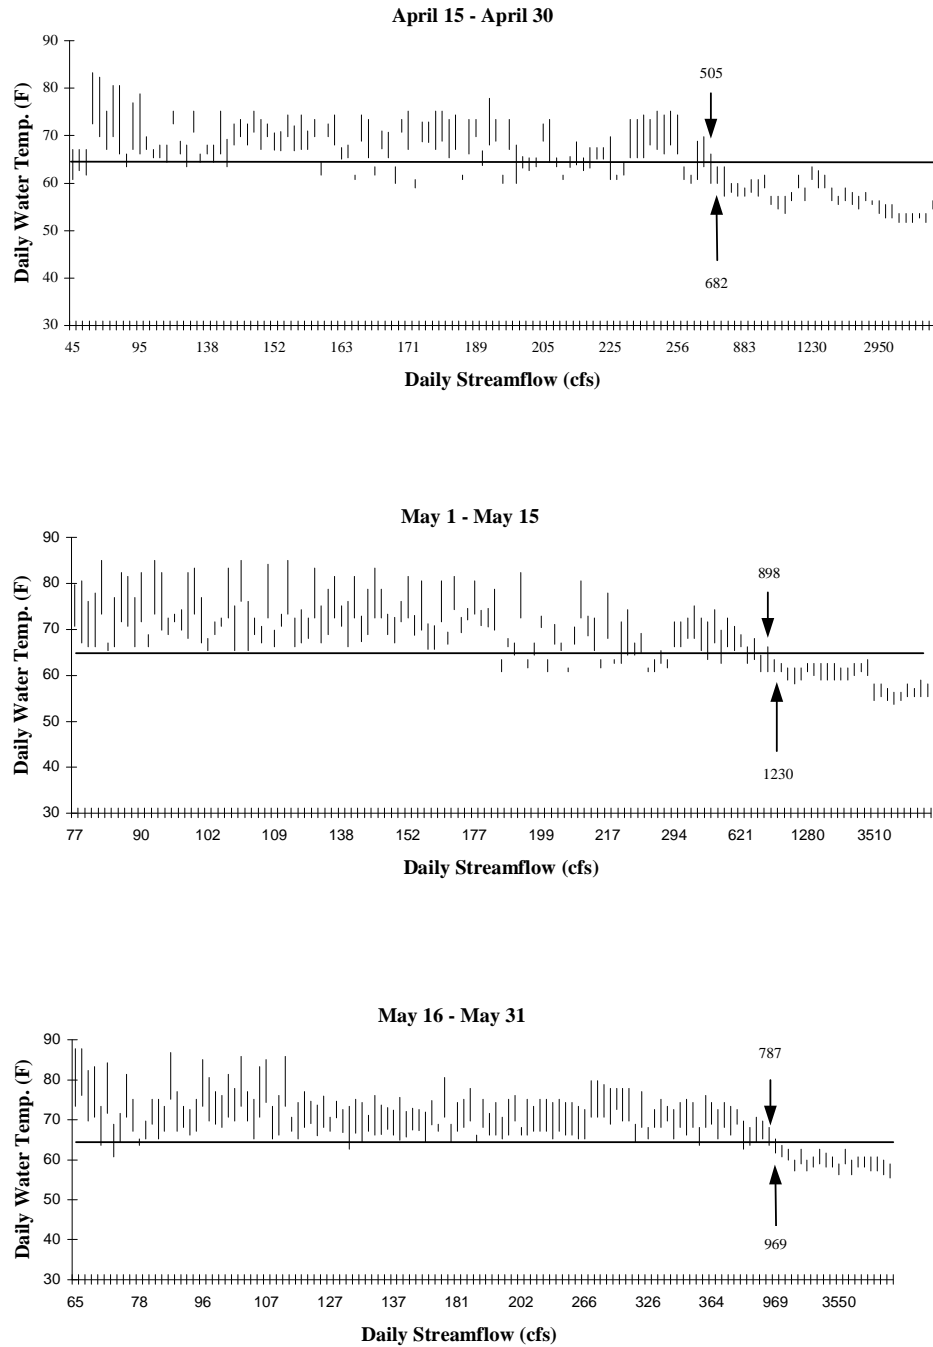 April 15 - April 30
90
80
70
60
50
40
30
Daily Water Temp. (F)
505
682
45 95 138 152 163 171 189 205 225 256 883 1230 2950
Daily Streamflow (cfs)
May 1 - May 15
90
80
70
60
50
40
30
Daily Water Temp. (F)
898
1230
77 90 102 109 138 152 177 199 217 294 621 1280 3510
Daily Streamflow (cfs)
May 16 - May 31
90
80
70
60
50
40
30
Daily Water Temp. (F)
787
969
65 78 96 107 127 137 181 202 266 326 364 969 3550
Daily Streamflow (cfs)